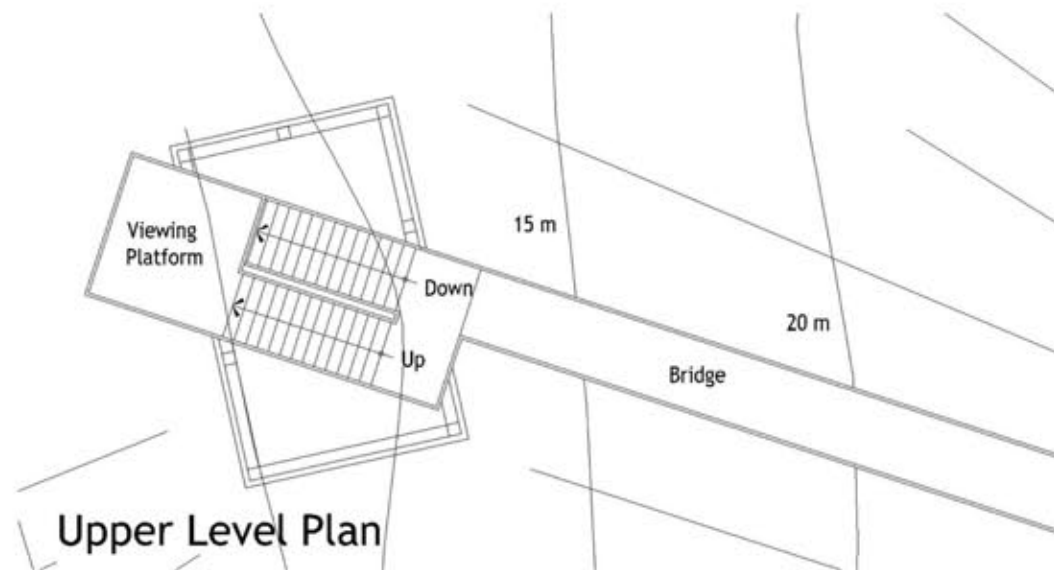 Viewing
Platform
15 m
Down
20 m
Up
Bridge
Upper Level Plan